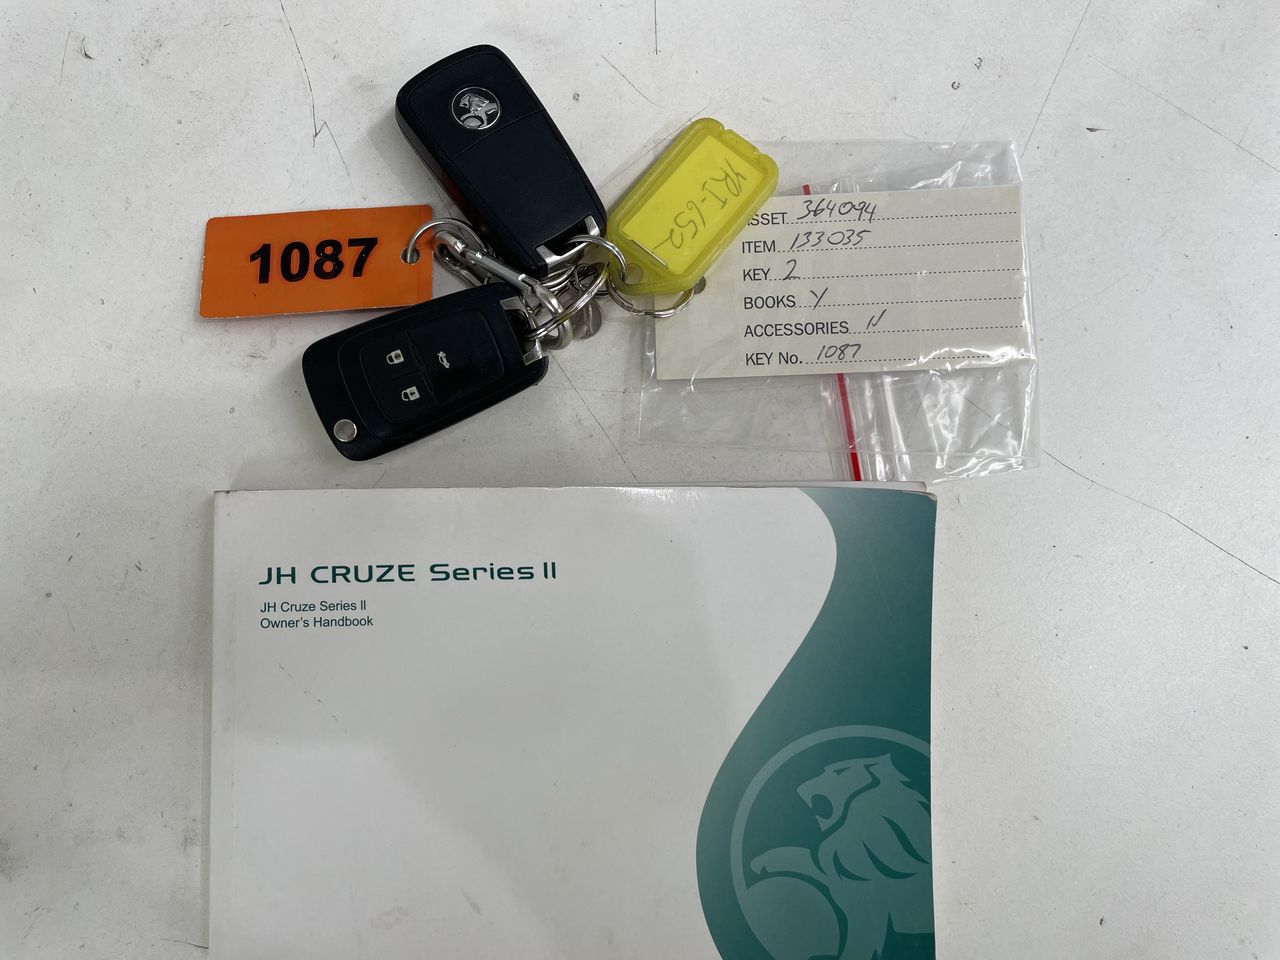 1087
YRI-652
ASSET 364094
ITEM 133035
KEY 2
BOOKS Y
ACCESSORIES N
KEY No. 1087
JH CRUZE Series II
JH Cruze Series II
Owner's Handbook